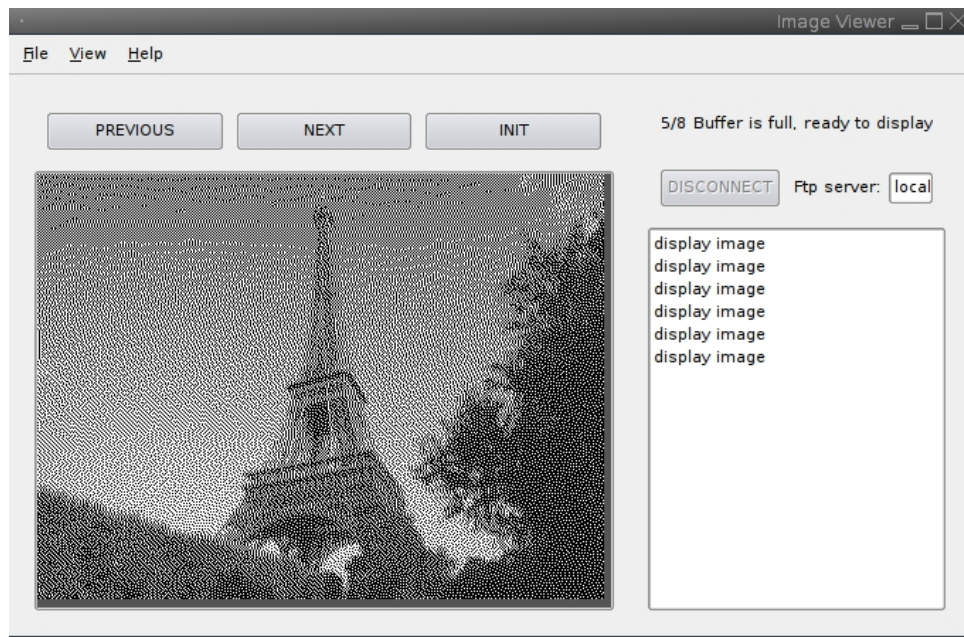 Image Viewer
File View Help
PREVIOUS NEXT INIT
5/8 Buffer is full, ready to display
DISCONNECT Ftp server: local
display image
display image
display image
display image
display image
display image